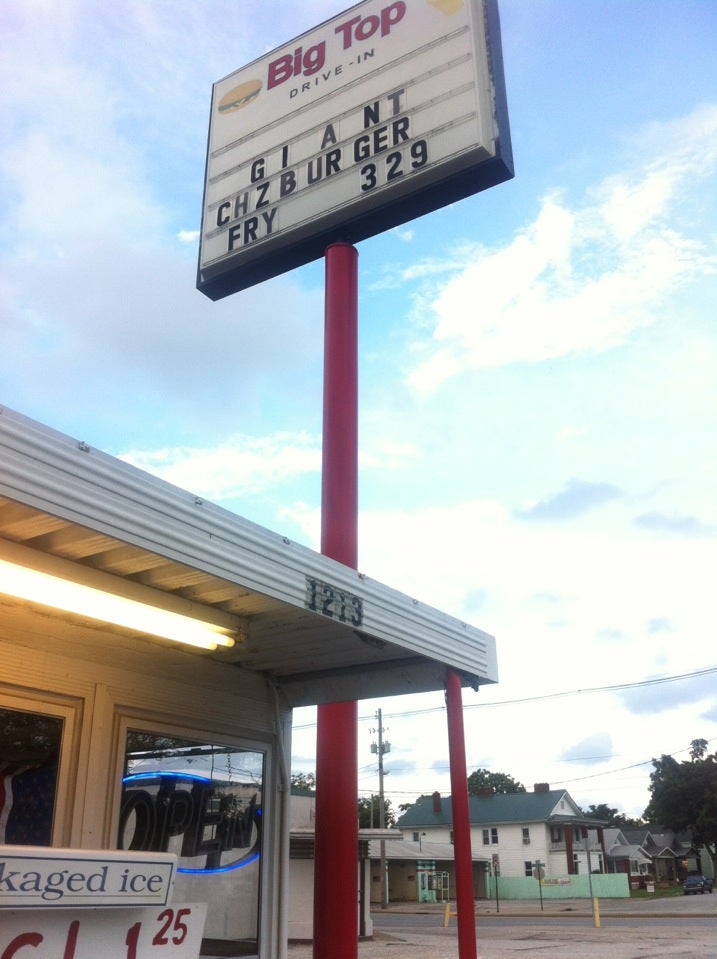 Big Top
DRIVE-IN
GIANT
CHZBURGER
FRY 329
1213
OPEN
kaged ice
1 25